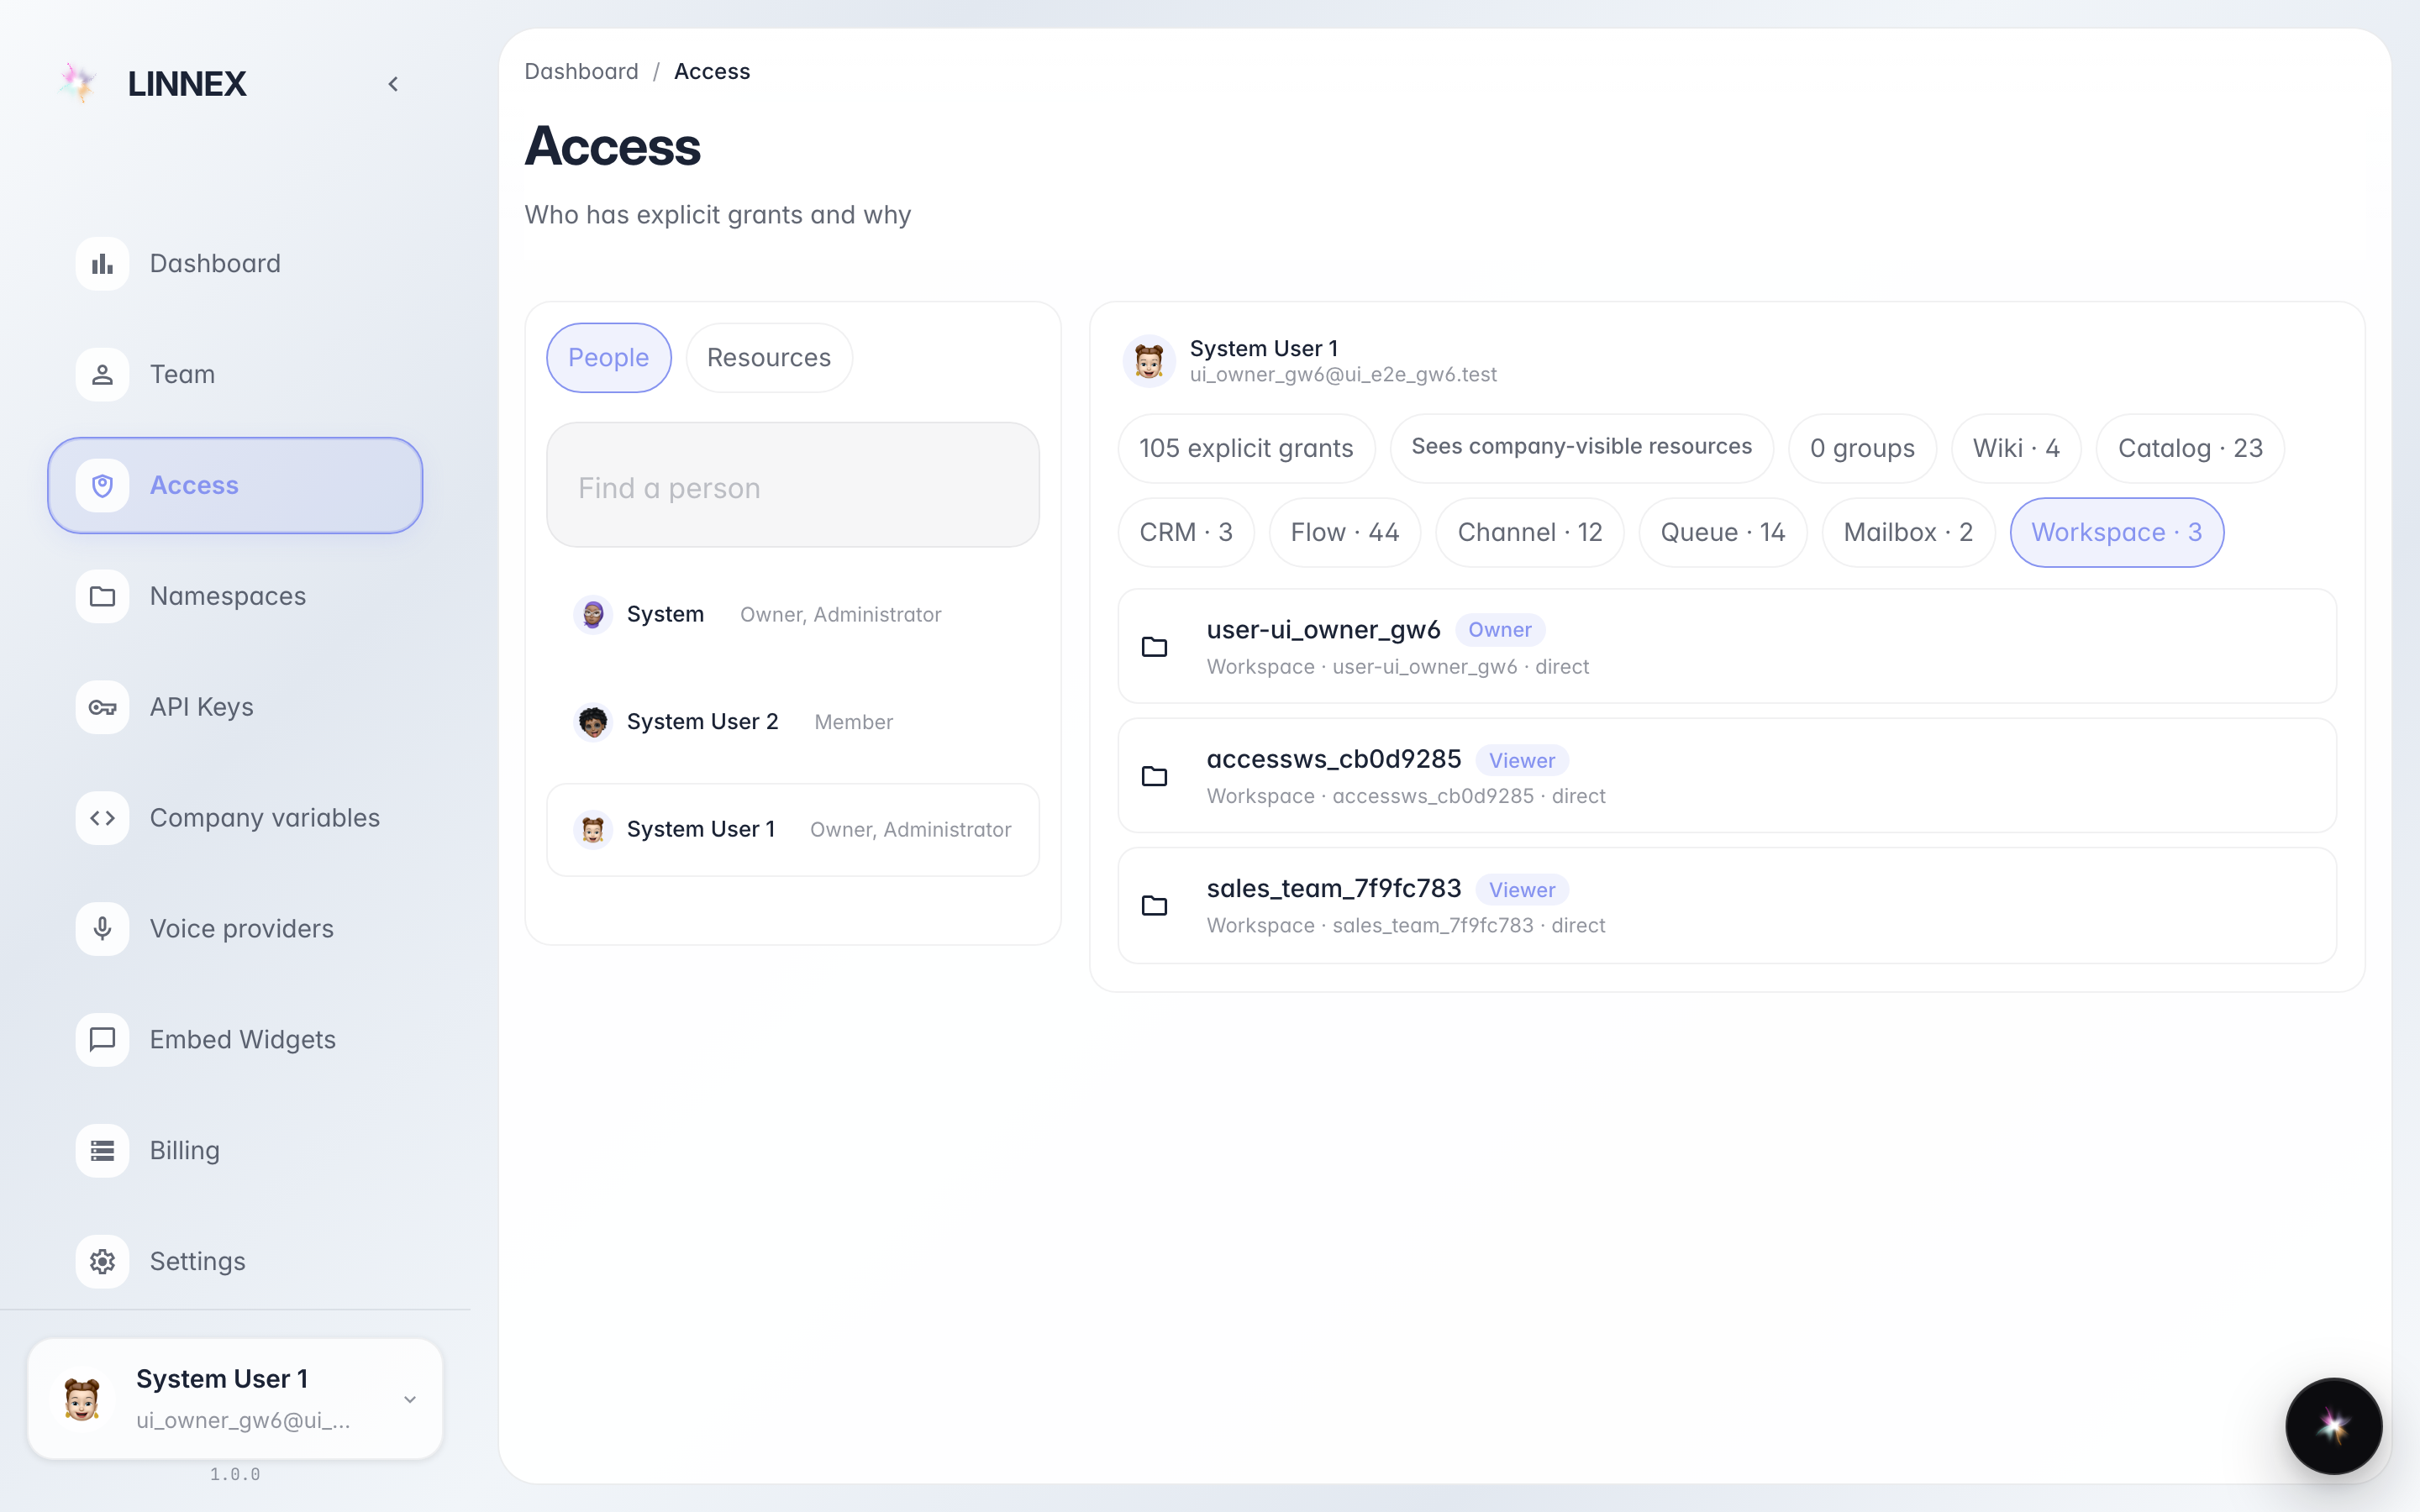 LINNEX
Dashboard
Team
Access
Namespaces
API Keys
Company variables
Voice providers
Embed Widgets
Billing
Settings
System User 1
ui_owner_gw6@ui_...
1.0.0
Dashboard / Access
Access
Who has explicit grants and why
People Resources
Find a person
System Owner, Administrator
System User 2 Member
System User 1 Owner, Administrator
System User 1
ui_owner_gw6@ui_e2e_gw6.test
105 explicit grants Sees company-visible resources 0 groups Wiki · 4 Catalog · 23
CRM · 3 Flow · 44 Channel · 12 Queue · 14 Mailbox · 2 Workspace · 3
user-ui_owner_gw6 Owner
Workspace · user-ui_owner_gw6 · direct
accessws_cb0d9285 Viewer
Workspace · accessws_cb0d9285 · direct
sales_team_7f9fc783 Viewer
Workspace · sales_team_7f9fc783 · direct